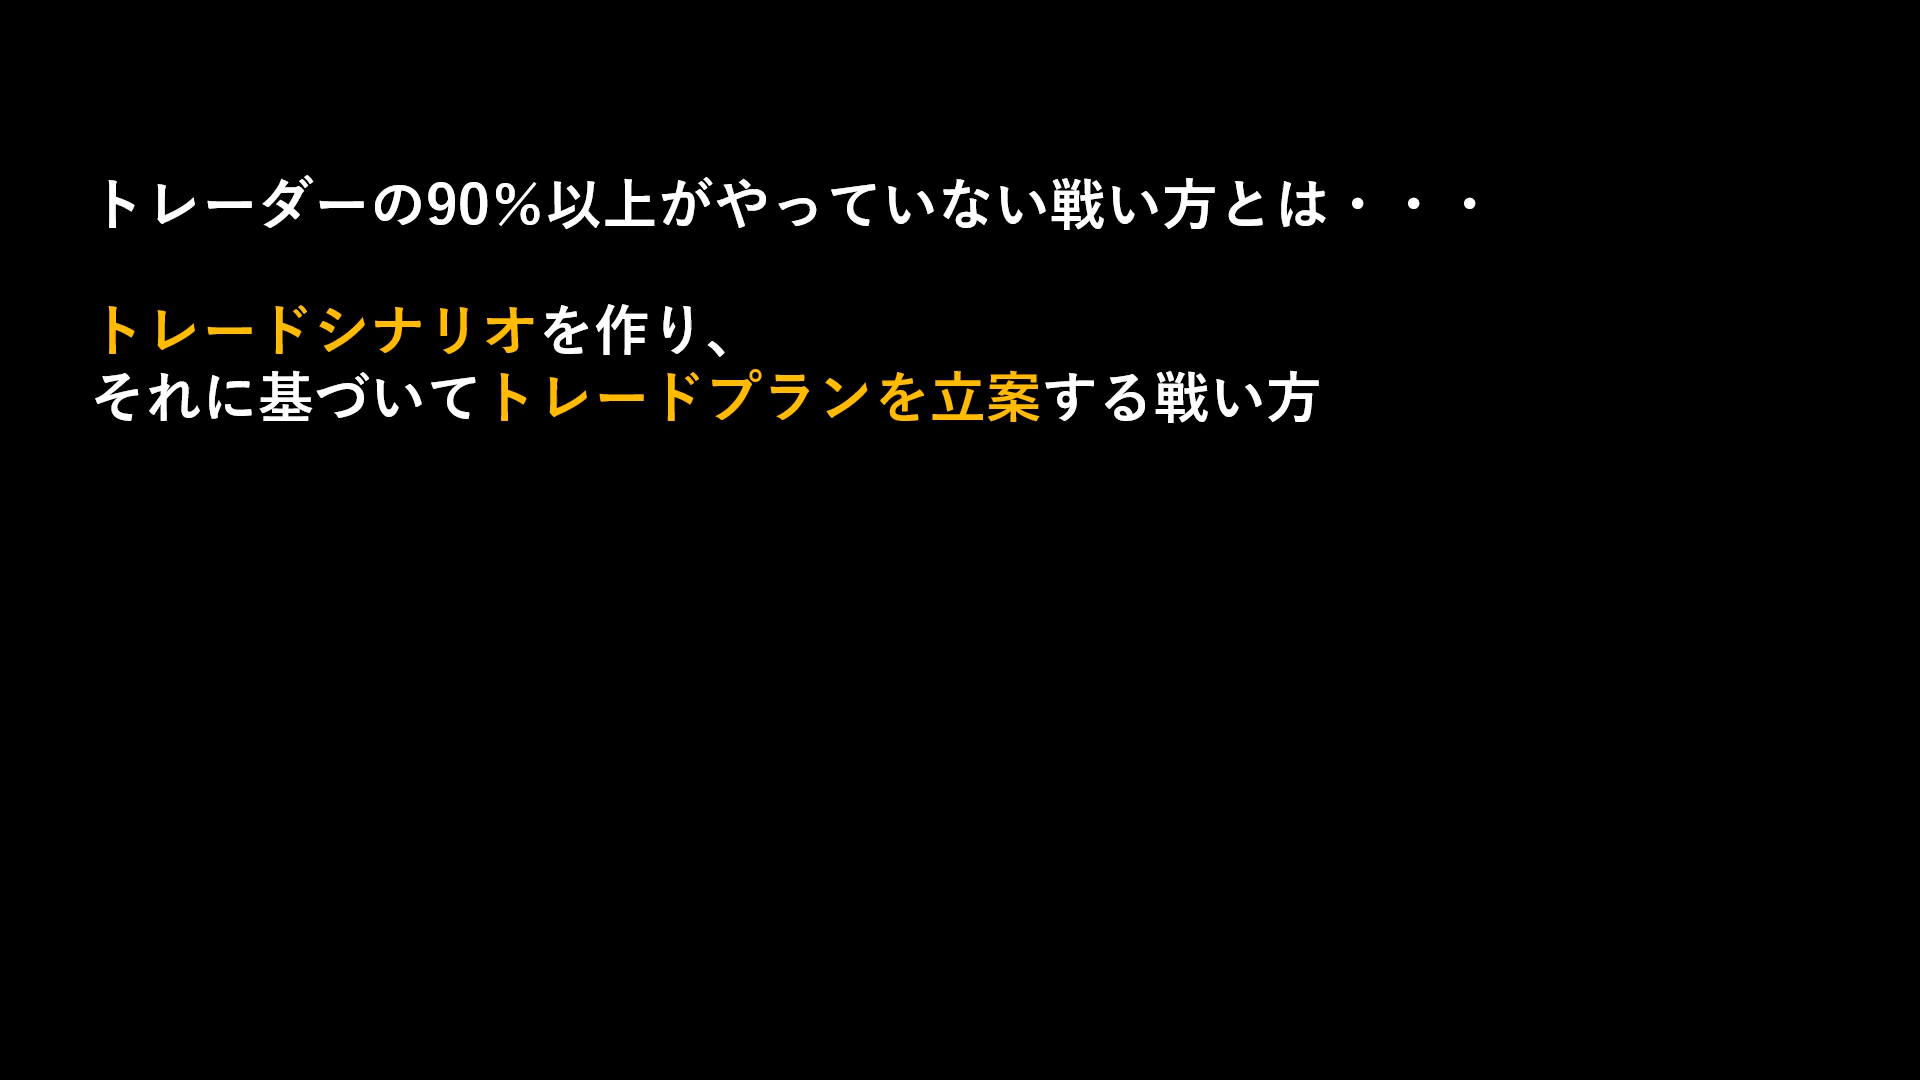 トレーダーの90％以上がやっていない戦い方とは・・・
トレードシナリオを作り、
それに基づいてトレードプランを立案する戦い方